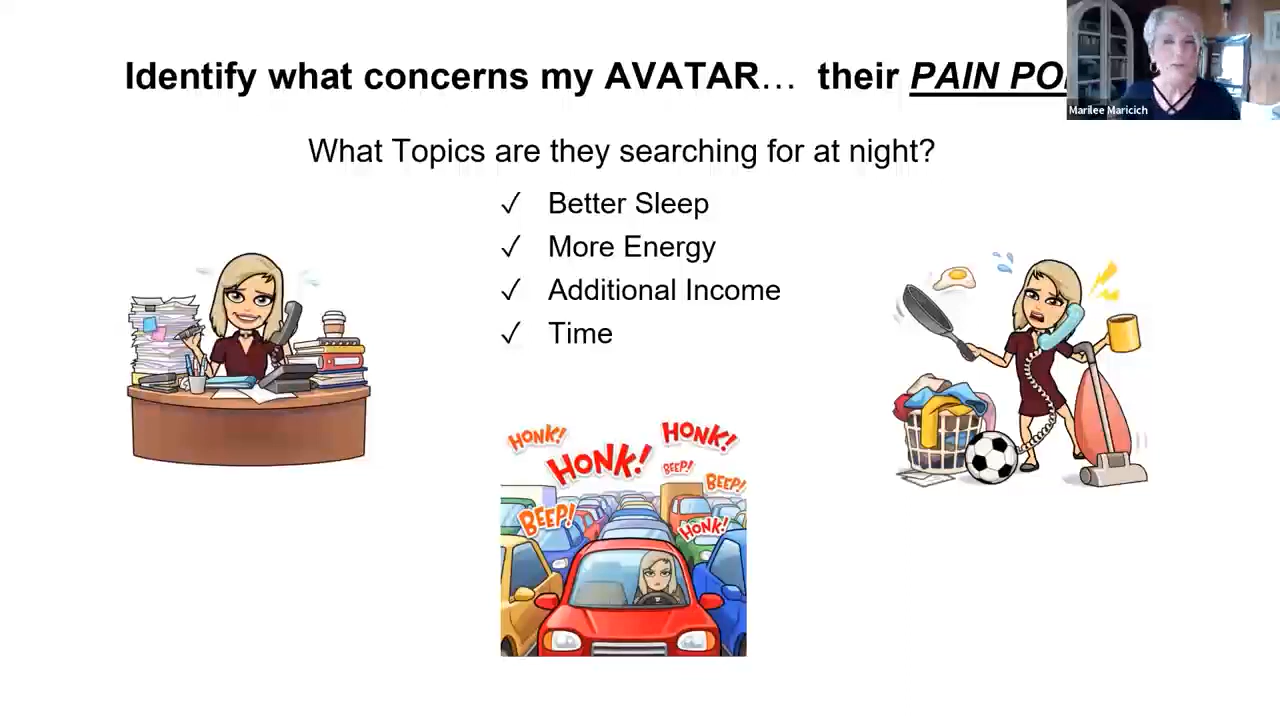 Identify what concerns my AVATAR… their PAIN
Marilee Maricich
What Topics are they searching for at night?
✓ Better Sleep
✓ More Energy
✓ Additional Income
✓ Time
HONK!
HONK!
HONK!
BEEP!
BEEP!
BEEP!
HONK!